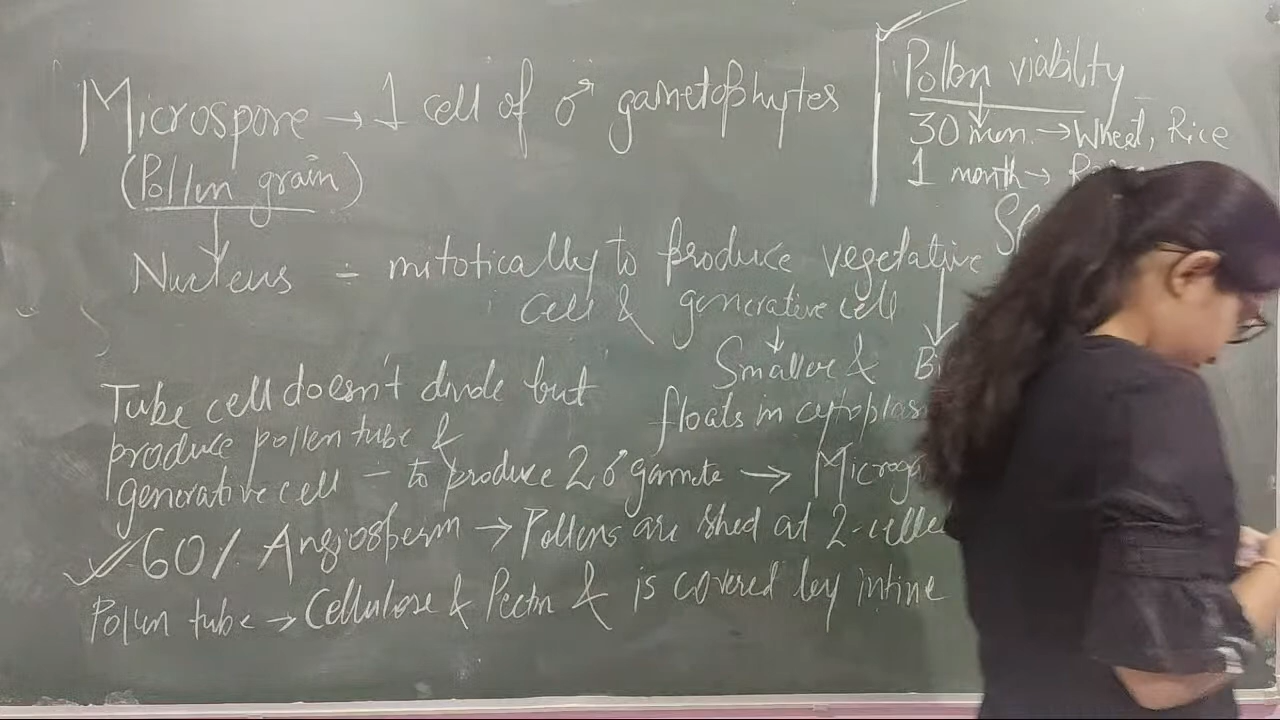 Microspore → 1 cell of ♂ gametophytes
(Pollen grain)
↓
Nucleus ÷ mitotically to produce vegetative
cell & generative cell
↓
Smaller &
floats in cytoplas
Tube cell doesn't divide but
produce pollen tube &
generative cell – to produce 2 ♂ gamete →
✓ 60% Angiosperm → Pollens are shed at 2-celle
Pollen tube → Cellulose & Pectin & is covered by intine
Pollen viability
↓
30 min. → Wheat, Rice
1 month →